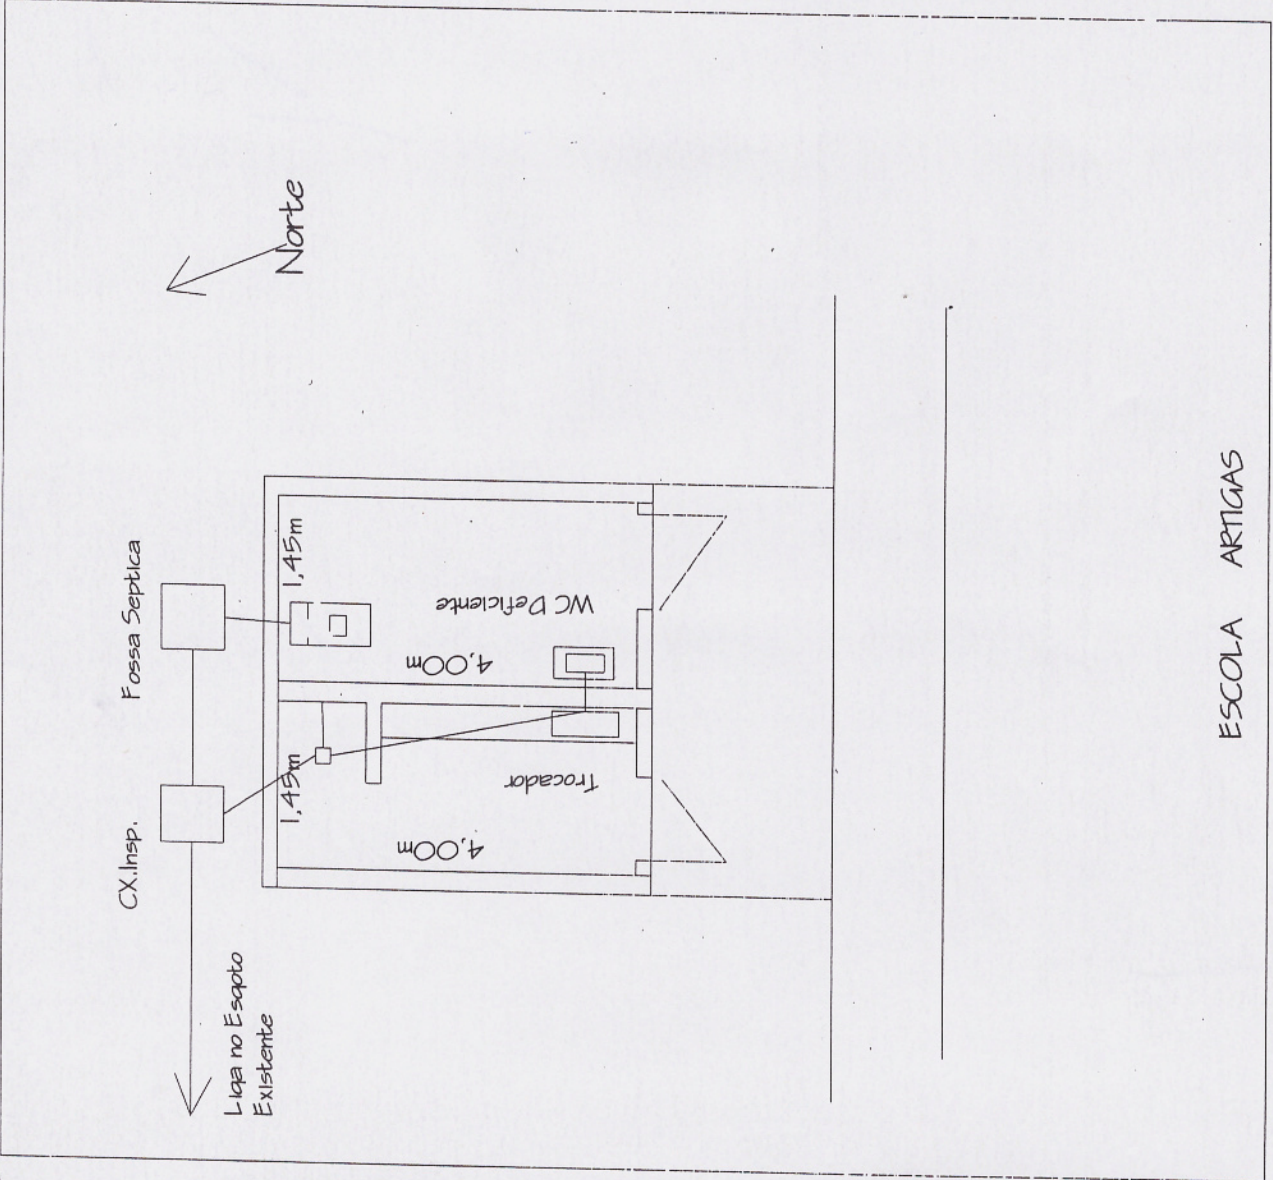 Norte
Fossa Septica
CX.Insp.
Liga no Esgoto
Existente
1,45m
WC Deficiente
4,00m
1,45m
Trocador
4,00m
ESCOLA ARTIGAS